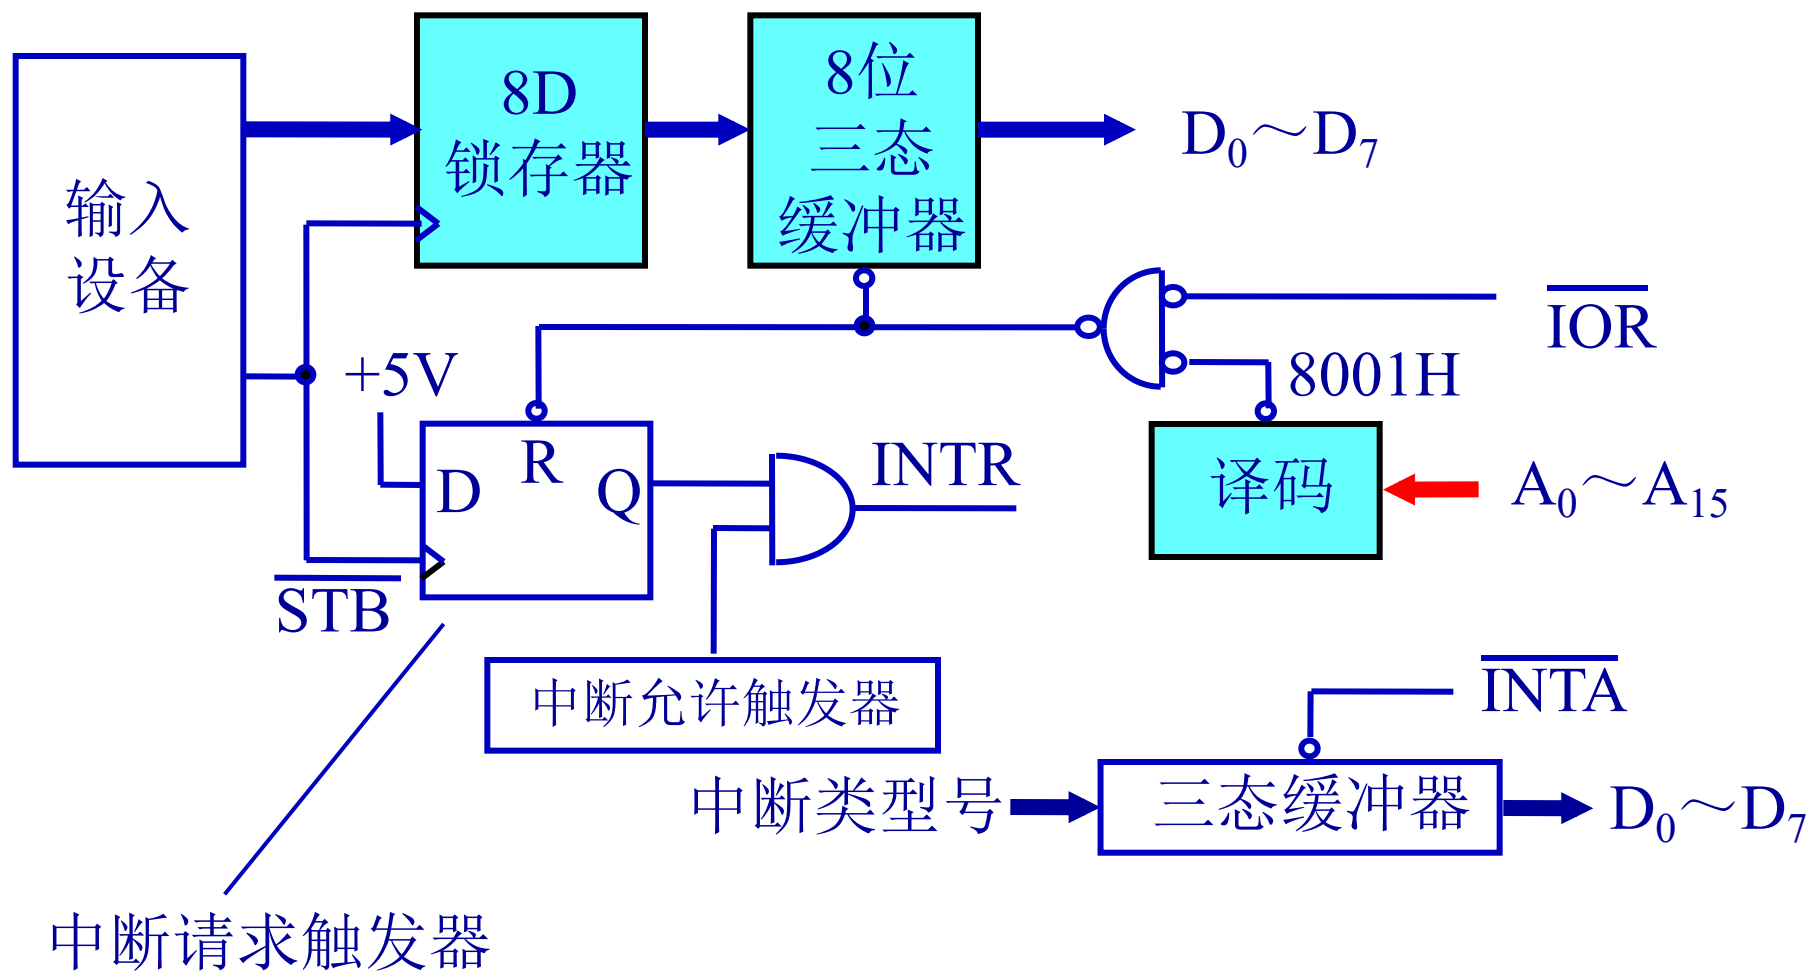 输入
设备
8D
锁存器
8位
三态
缓冲器
D₀～D₇
IOR
+5V
8001H
D
R
Q
INTR
译码
A₀～A₁₅
STB
中断允许触发器
INTA
中断类型号
三态缓冲器
D₀～D₇
中断请求触发器